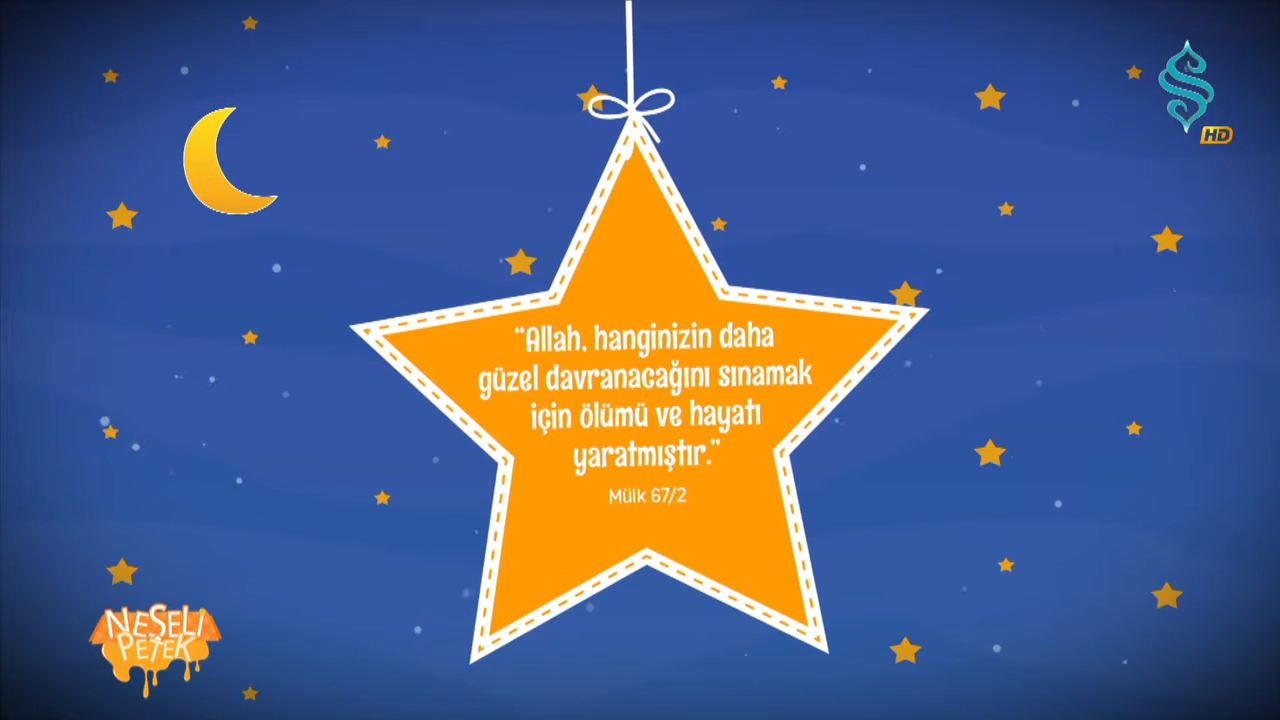 HD
“Allah, hanginizin daha
güzel davranacağını sınamak
için ölümü ve hayatı
yaratmıştır.”
Mülk 67/2
NEŞELİ
PETEK